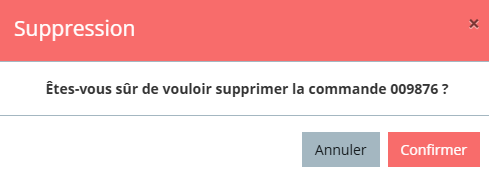 Suppression
×
Êtes-vous sûr de vouloir supprimer la commande 009876 ?
Annuler
Confirmer